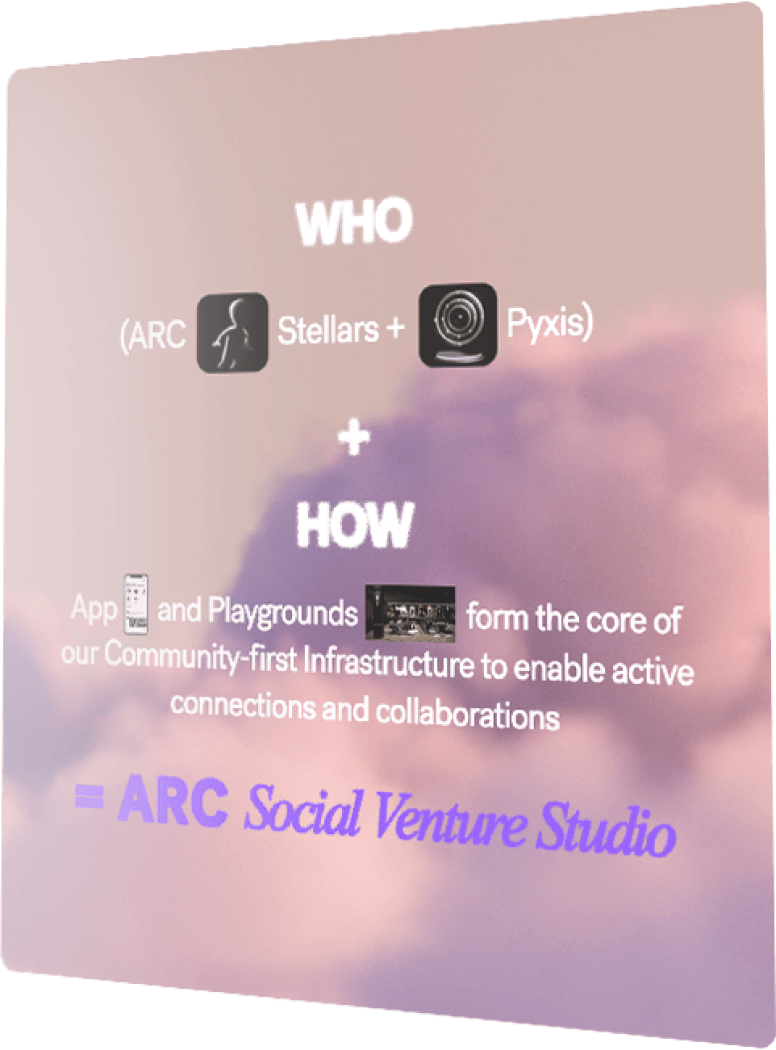 WHO
(ARC Stellars + Pyxis)
+
HOW
App and Playgrounds form the core of
our Community-first Infrastructure to enable active
connections and collaborations
= ARC Social Venture Studio